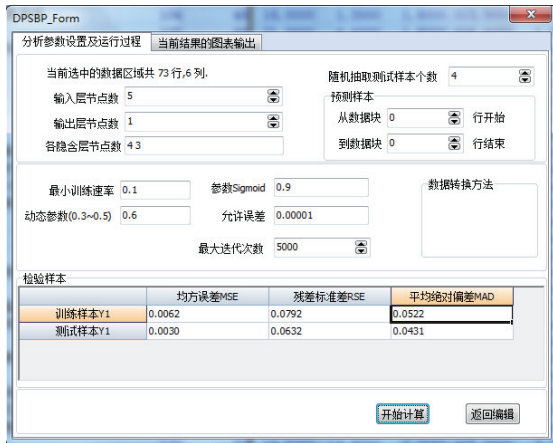 DPSBP_Form
分析参数设置及运行过程 当前结果的图表输出
当前选中的数据区域共 73 行,6 列.
随机抽取测试样本个数 4
输入层节点数 5
预测样本
从数据块 0 行开始
输出层节点数 1
到数据块 0 行结束
各隐含层节点数 4 3
最小训练速率 0.1
参数Sigmoid 0.9
数据转换方法
动态参数(0.3~0.5) 0.6
允许误差 0.00001
最大迭代次数 5000
检验样本
均方误差MSE 残差标准差RSE 平均绝对偏差MAD
训练样本Y1 0.0062 0.0792 0.0522
测试样本Y1 0.0030 0.0632 0.0431
开始计算 返回编辑